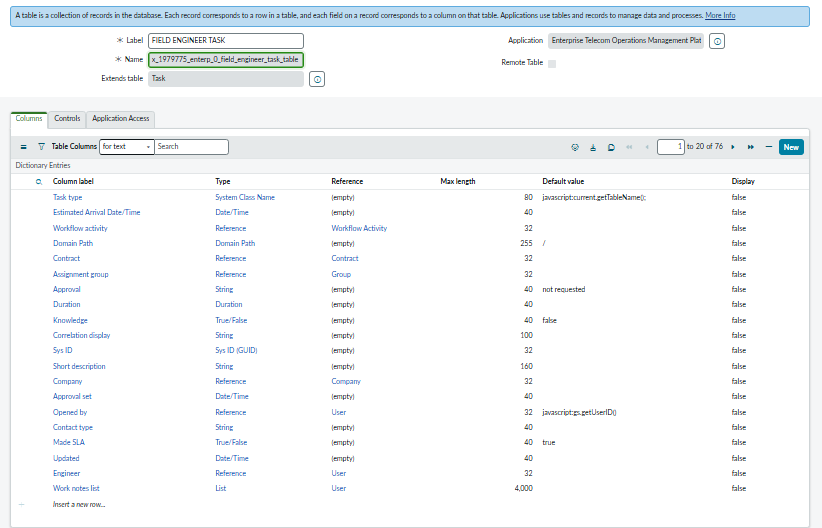 A table is a collection of records in the database. Each record corresponds to a row in a table, and each field on a record corresponds to a column on that table. Applications use tables and records to manage data and processes. More Info
Label FIELD ENGINEER TASK Application Enterprise Telecom Operations Management Plat
Name x_1979775_enterp_0_field_engineer_task_table Remote Table
Extends table Task
Columns Controls Application Access
Table Columns for text Search 1 to 20 of 76 New
Dictionary Entries
Column label Type Reference Max length Default value Display
Task type System Class Name (empty) 80 javascript:current.getTableName(); false
Estimated Arrival Date/Time Date/Time (empty) 40 false
Workflow activity Reference Workflow Activity 32 false
Domain Path Domain Path (empty) 255 / false
Contract Reference Contract 32 false
Assignment group Reference Group 32 false
Approval String (empty) 40 not requested false
Duration Duration (empty) 40 false
Knowledge True/False (empty) 40 false false
Correlation display String (empty) 100 false
Sys ID Sys ID (GUID) (empty) 32 false
Short description String (empty) 160 false
Company Reference Company 32 false
Approval set Date/Time (empty) 40 false
Opened by Reference User 32 javascript:gs.getUserID() false
Contact type String (empty) 40 false
Made SLA True/False (empty) 40 true false
Updated Date/Time (empty) 40 false
Engineer Reference User 32 false
Work notes list List User 4,000 false
Insert a new row...